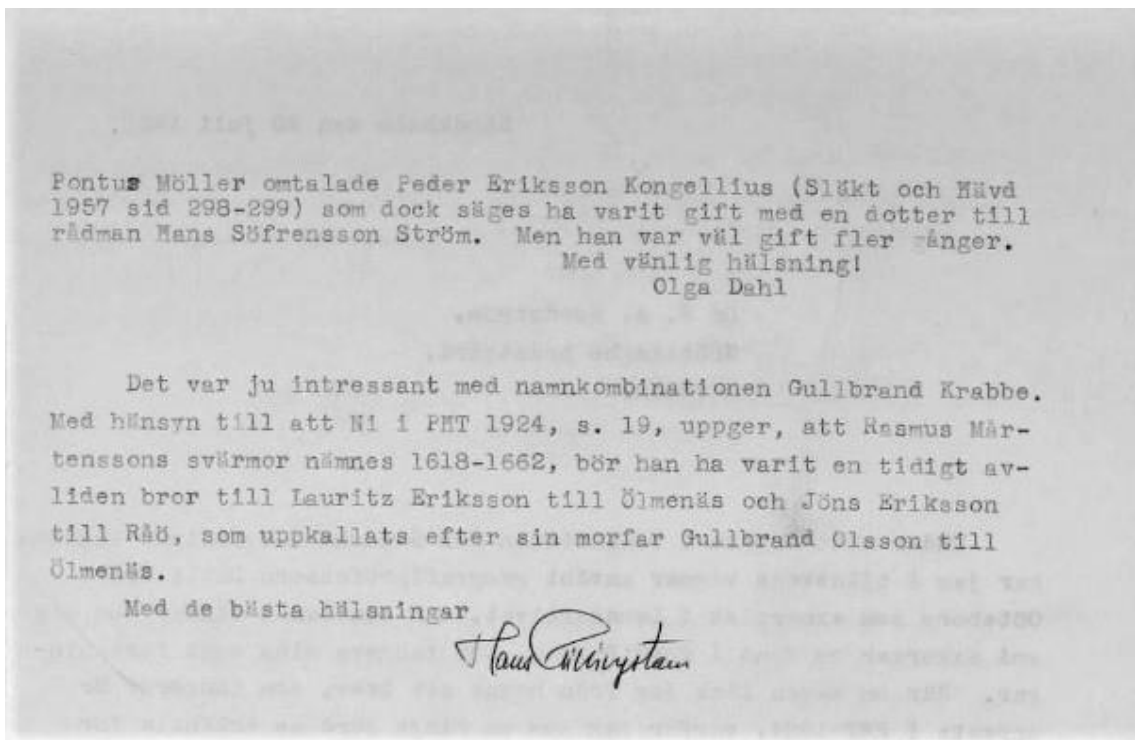 Pontus Möller omtalade Peder Eriksson Kongellius (Släkt och Hävd
1957 sid 298-299) som dock säges ha varit gift med en dotter till
rådman Hans Söfrensson Ström. Men han var väl gift fler gånger.
Med vänlig hälsning!
Olga Dahl
Det var ju intressant med namnkombinationen Gullbrand Krabbe.
Med hänsyn till att Ni i PHT 1924, s. 19, uppger, att Rasmus Mår-
tenssons svärmor nämnes 1618-1662, bör han ha varit en tidigt av-
liden bror till Lauritz Eriksson till Ölmenäs och Jöns Eriksson
till Råö, som uppkallats efter sin morfar Gullbrand Olsson till
Ölmenäs.
Med de bästa hälsningar
Hans